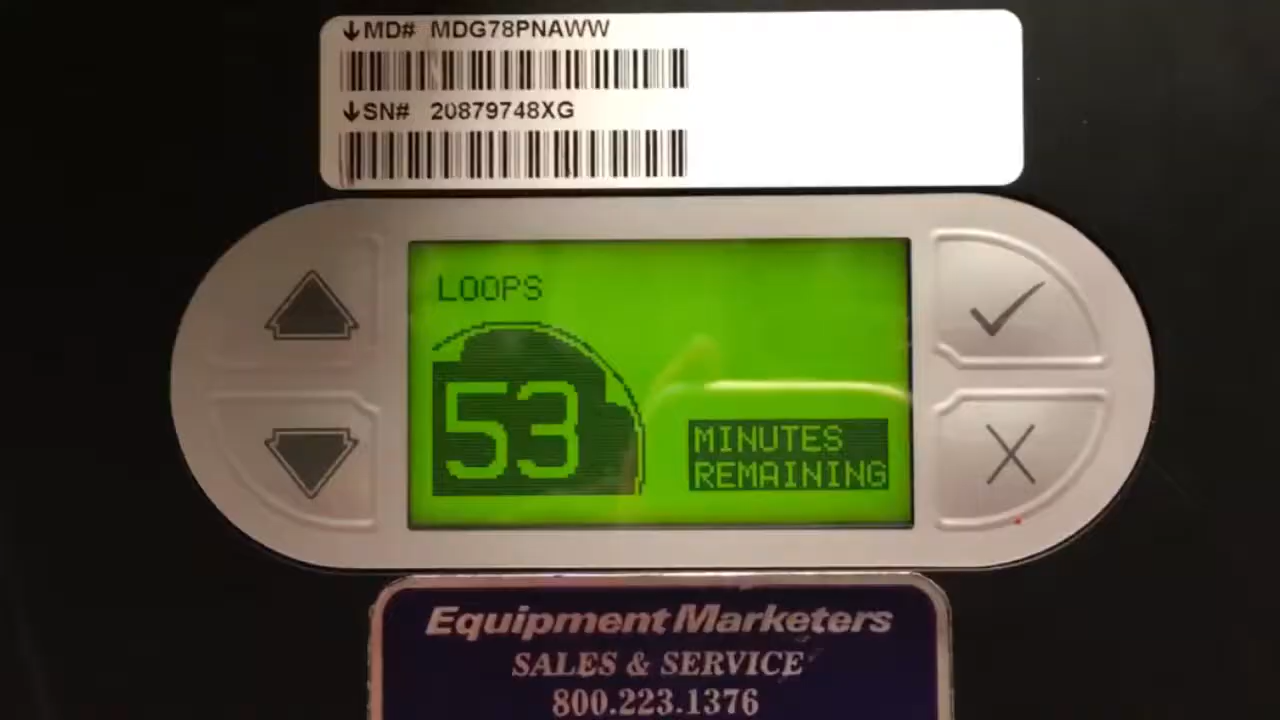 ↓MD# MDG78PNAWW
↓SN# 20879748XG
LOOPS
53
MINUTES
REMAINING
Equipment Marketers
SALES & SERVICE
800.223.1376